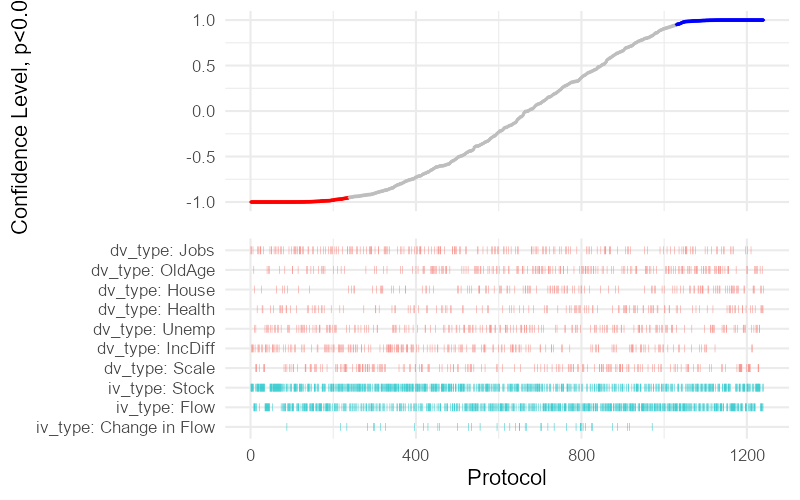 Confidence Level, p<0.0
1.0
0.5
0.0
-0.5
-1.0
dv_type: Jobs
dv_type: OldAge
dv_type: House
dv_type: Health
dv_type: Unemp
dv_type: IncDiff
dv_type: Scale
iv_type: Stock
iv_type: Flow
iv_type: Change in Flow
0 400 800 1200
Protocol